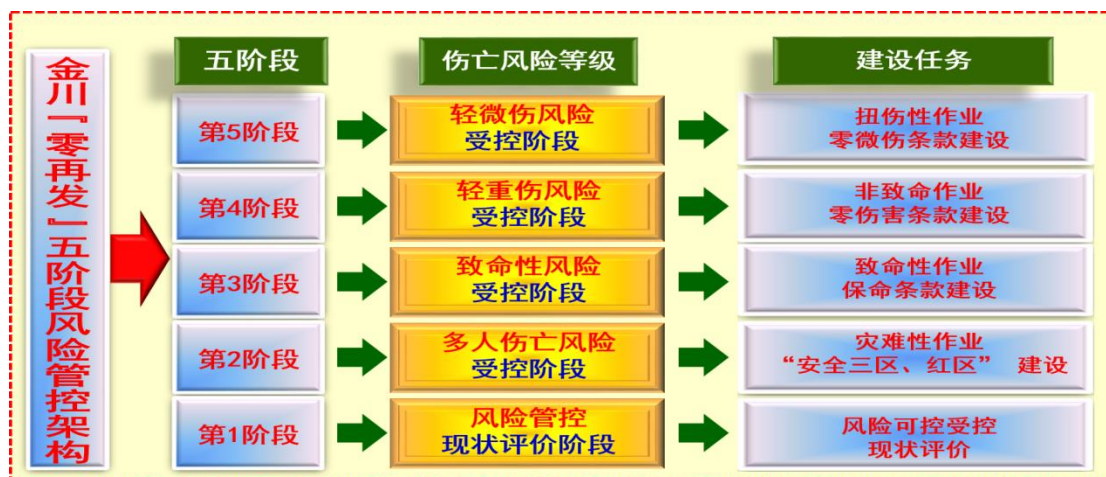 金川『零再发』五阶段风险管控架构
五阶段
伤亡风险等级
建设任务
第5阶段
轻微伤风险
受控阶段
扭伤性作业
零微伤条款建设
第4阶段
轻重伤风险
受控阶段
非致命作业
零伤害条款建设
第3阶段
致命性风险
受控阶段
致命性作业
保命条款建设
第2阶段
多人伤亡风险
受控阶段
灾难性作业
“安全三区、红区” 建设
第1阶段
风险管控
现状评价阶段
风险可控受控
现状评价